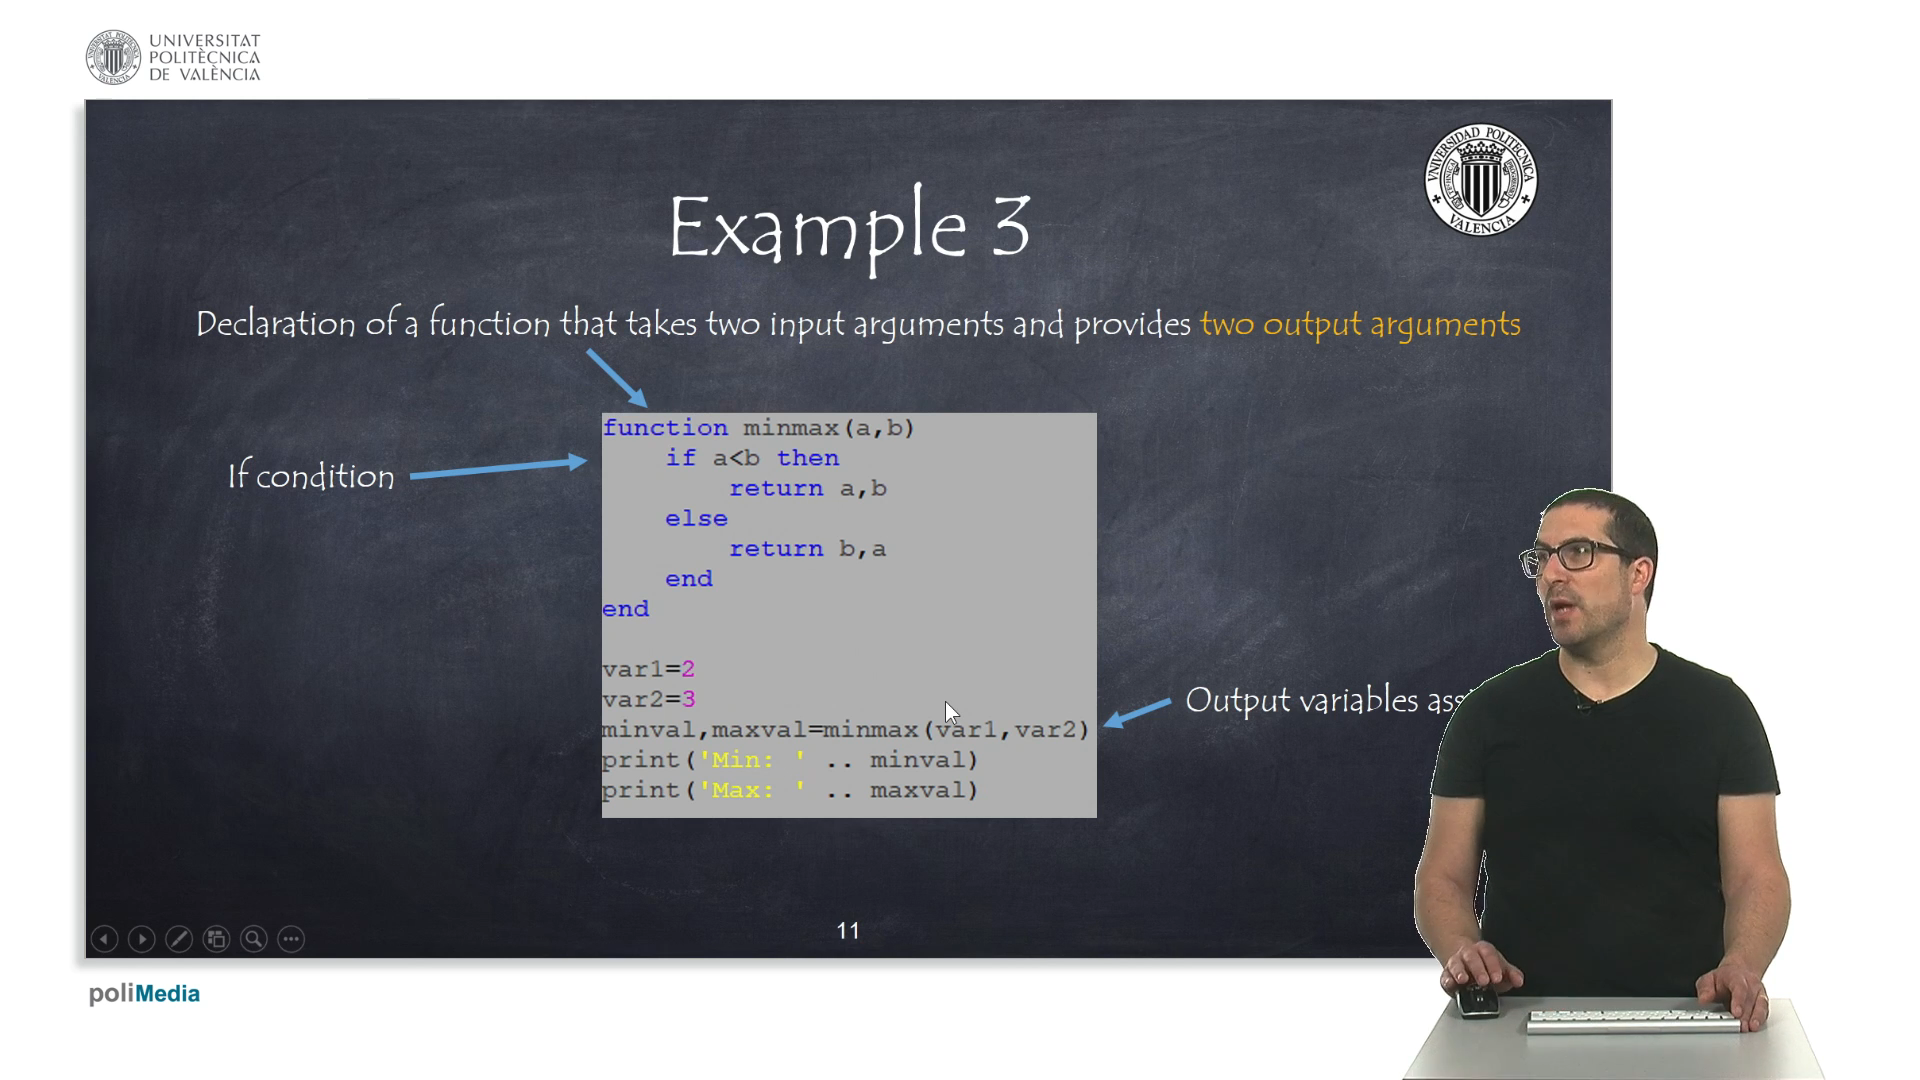 UNIVERSITAT
POLITÈCNICA
DE VALÈNCIA
UNIVERSIDAD POLITECNICA
VALENCIA
Example 3
Declaration of a function that takes two input arguments and provides two output arguments
If condition
function minmax(a,b)
if a<b then
return a,b
else
return b,a
end
end
var1=2
var2=3
minval,maxval=minmax(var1,var2)
print('Min: ' .. minval)
print('Max: ' .. maxval)
Output variables
11
poliMedia